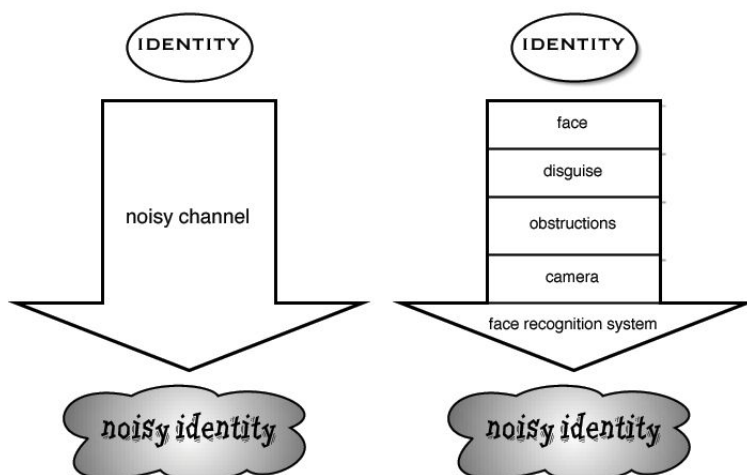 IDENTITY
noisy channel
noisy identity
IDENTITY
face
disguise
obstructions
camera
face recognition system
noisy identity